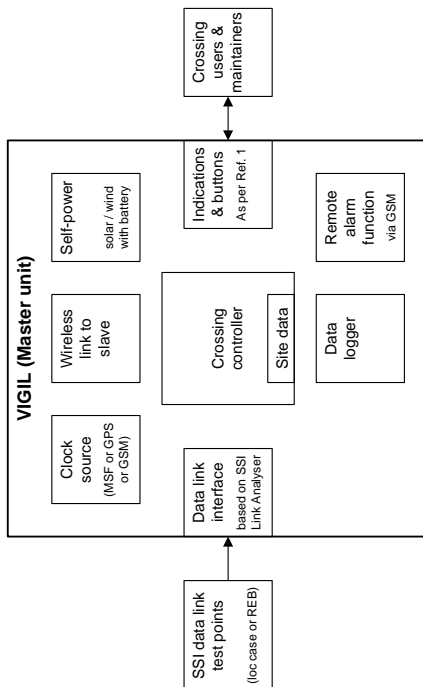 VIGIL (Master unit)
Clock
source
(MSF or GPS
or GSM)
Wireless
link to
slave
Self-power
solar / wind
with battery
SSI data link
test points
(loc case or REB)
Data link
interface
based on SSI
Link Analyser
Crossing
controller
Site data
Indications
& buttons
As per Ref. 1
Crossing
users &
maintainers
Data
logger
Remote
alarm
function
via GSM